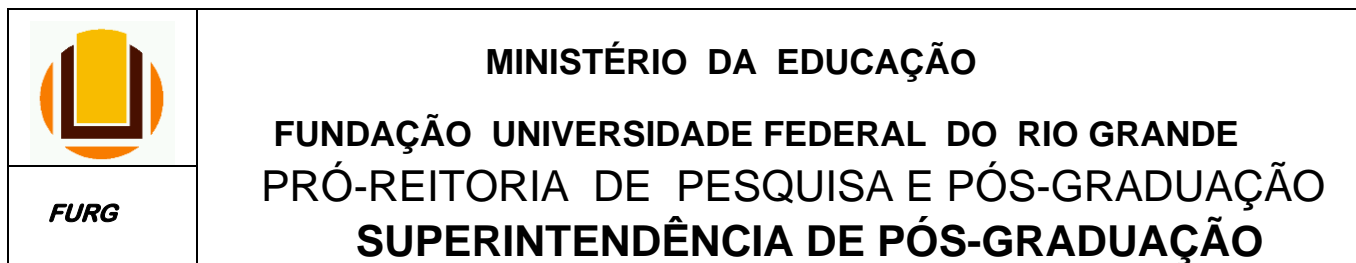 MINISTÉRIO DA EDUCAÇÃO
FUNDAÇÃO UNIVERSIDADE FEDERAL DO RIO GRANDE
PRÓ-REITORIA DE PESQUISA E PÓS-GRADUAÇÃO
FURG
SUPERINTENDÊNCIA DE PÓS-GRADUAÇÃO